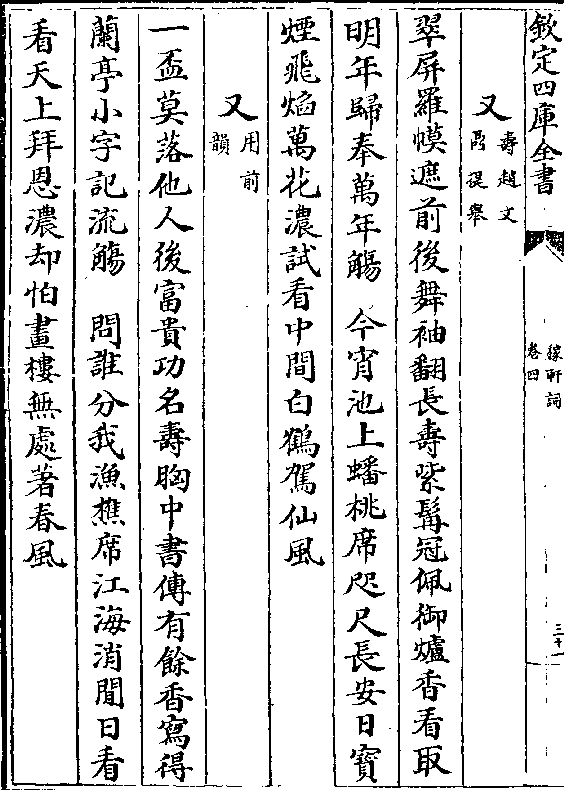 欽定四庫全書
稼軒詞
卷四
三十一
又
壽趙文
鼎提舉
翠屏羅幙遮前後舞袖翻長壽紫髯冠佩御爐香看取
明年歸奉萬年觴　今宵池上蟠桃席咫尺長安日寶
煙飛焰萬花濃試看中間白鶴駕仙風
又
用前
韻
一盃莫落他人後富貴功名壽胸中書傳有餘香寫得
蘭亭小字記流觴　問誰分我漁樵席江海消閒日看
看天上拜恩濃却怕畫樓無處著春風